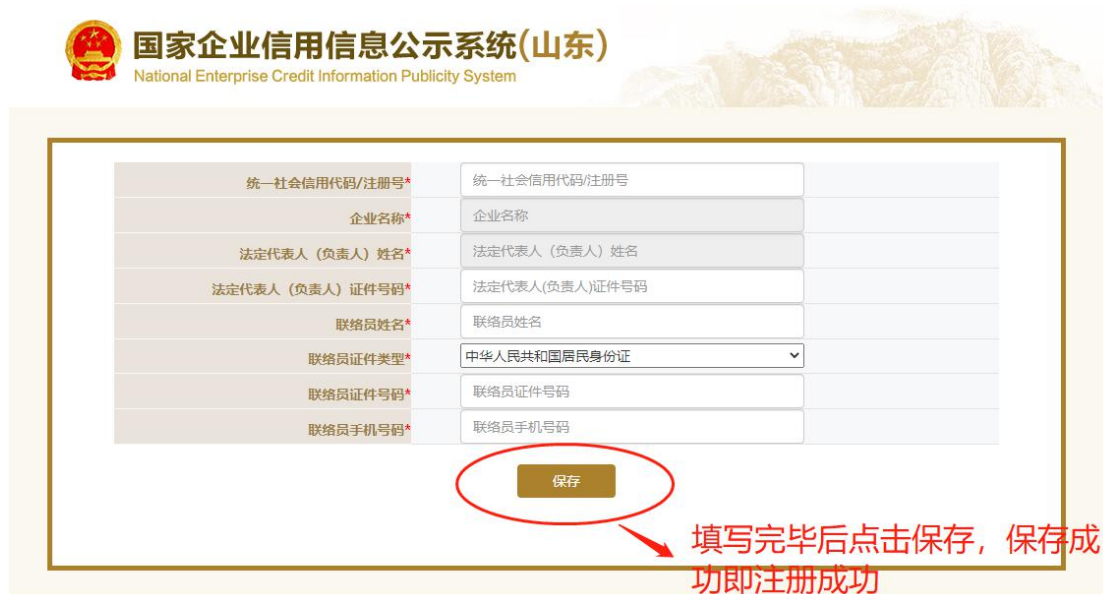 国家企业信用信息公示系统(山东)
National Enterprise Credit Information Publicity System
统一社会信用代码/注册号* 统一社会信用代码/注册号
企业名称* 企业名称
法定代表人（负责人）姓名* 法定代表人（负责人）姓名
法定代表人（负责人）证件号码* 法定代表人(负责人)证件号码
联络员姓名* 联络员姓名
联络员证件类型* 中华人民共和国居民身份证
联络员证件号码* 联络员证件号码
联络员手机号码* 联络员手机号码
保存
填写完毕后点击保存，保存成
功即注册成功